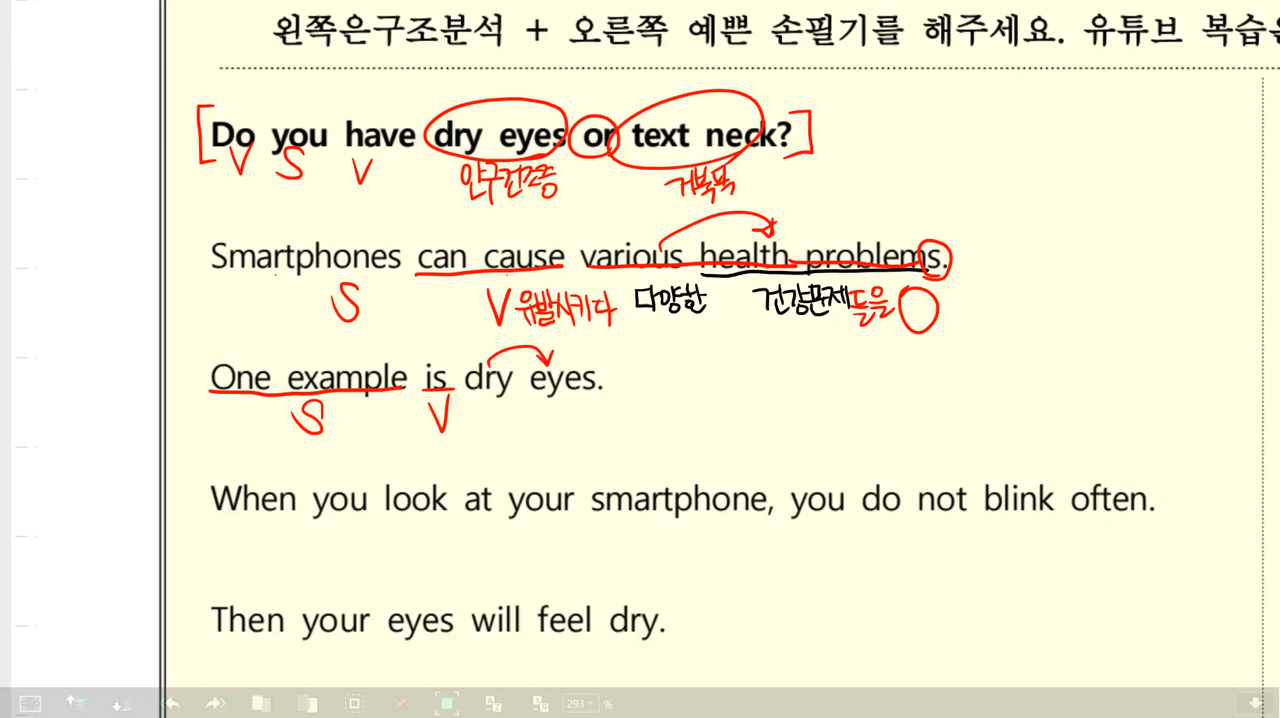 왼쪽은구조분석 + 오른쪽 예쁜 손필기를 해주세요. 유튜브 복습은
[Do you have dry eyes or text neck?]
V S V 안구건조증 거북목
Smartphones can cause various health problems.
S V 유발시키다 다양한 건강문제들을 O
One example is dry eyes.
S V
When you look at your smartphone, you do not blink often.
Then your eyes will feel dry.
293 %